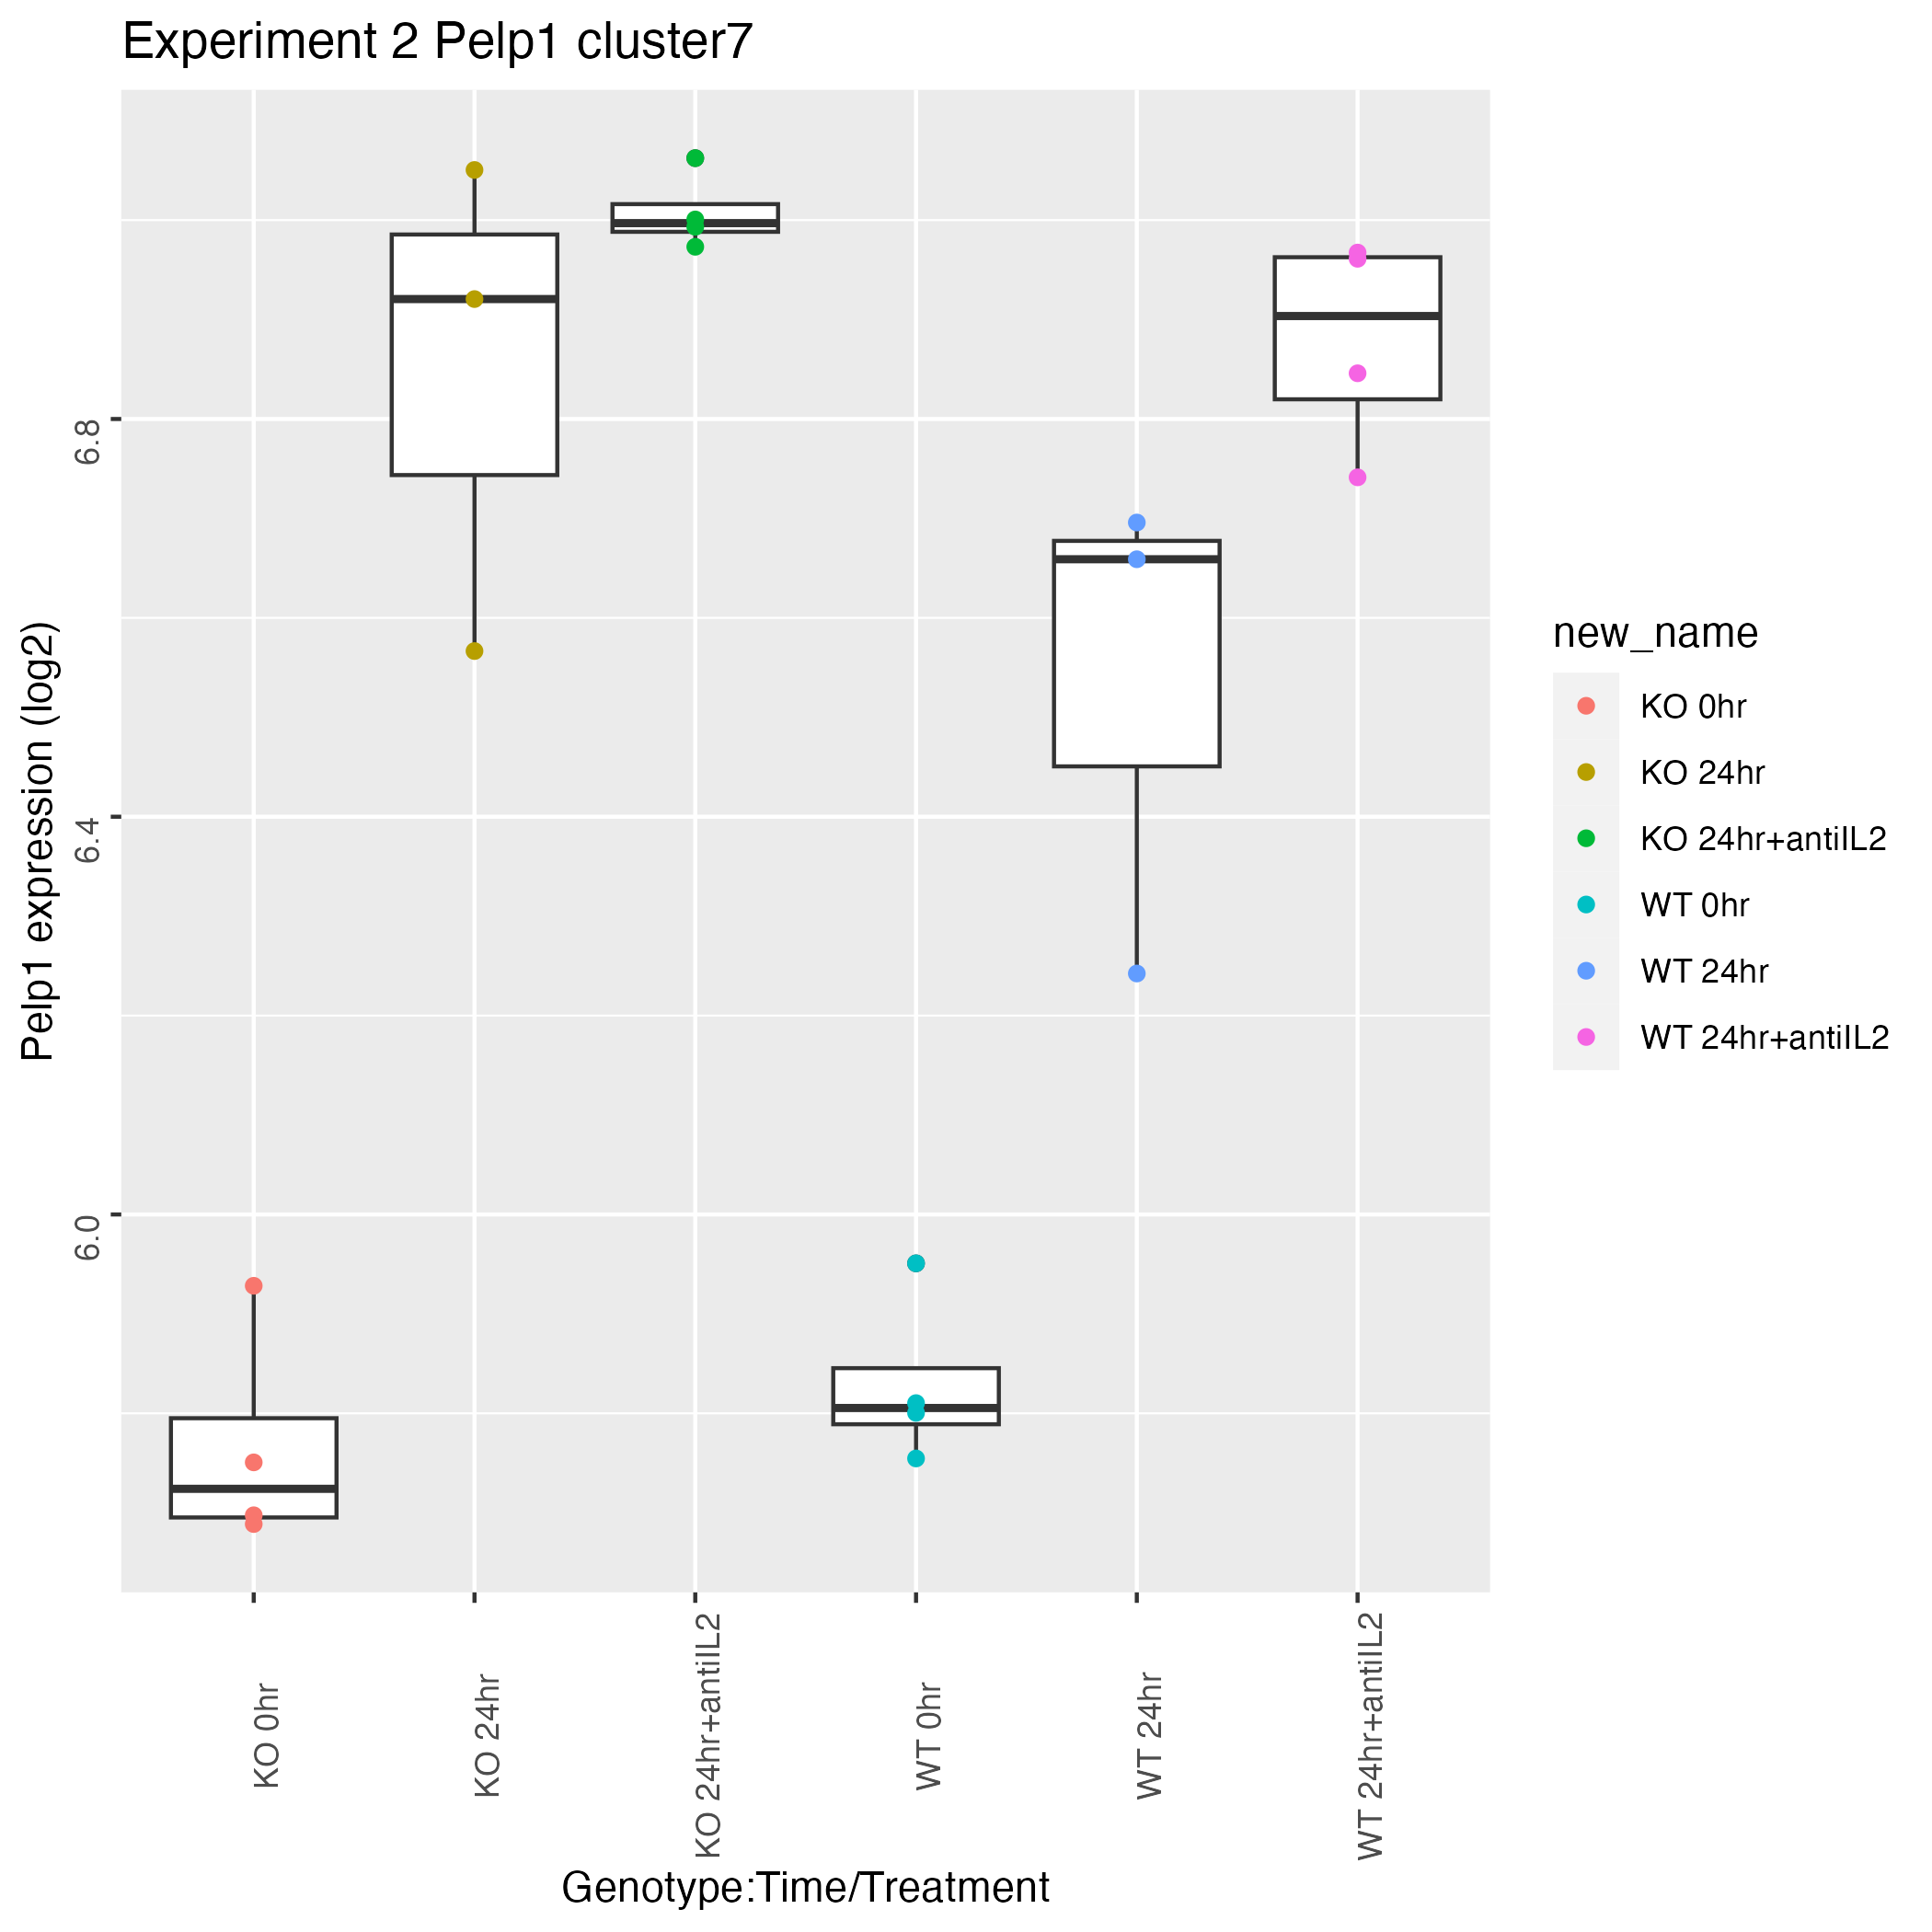 Experiment 2 Pelp1 cluster7
Pelp1 expression (log2)
6.8
6.4
6.0
KO 0hr
KO 24hr
KO 24hr+antiIL2
WT 0hr
WT 24hr
WT 24hr+antiIL2
Genotype:Time/Treatment
new_name
KO 0hr
KO 24hr
KO 24hr+antiIL2
WT 0hr
WT 24hr
WT 24hr+antiIL2